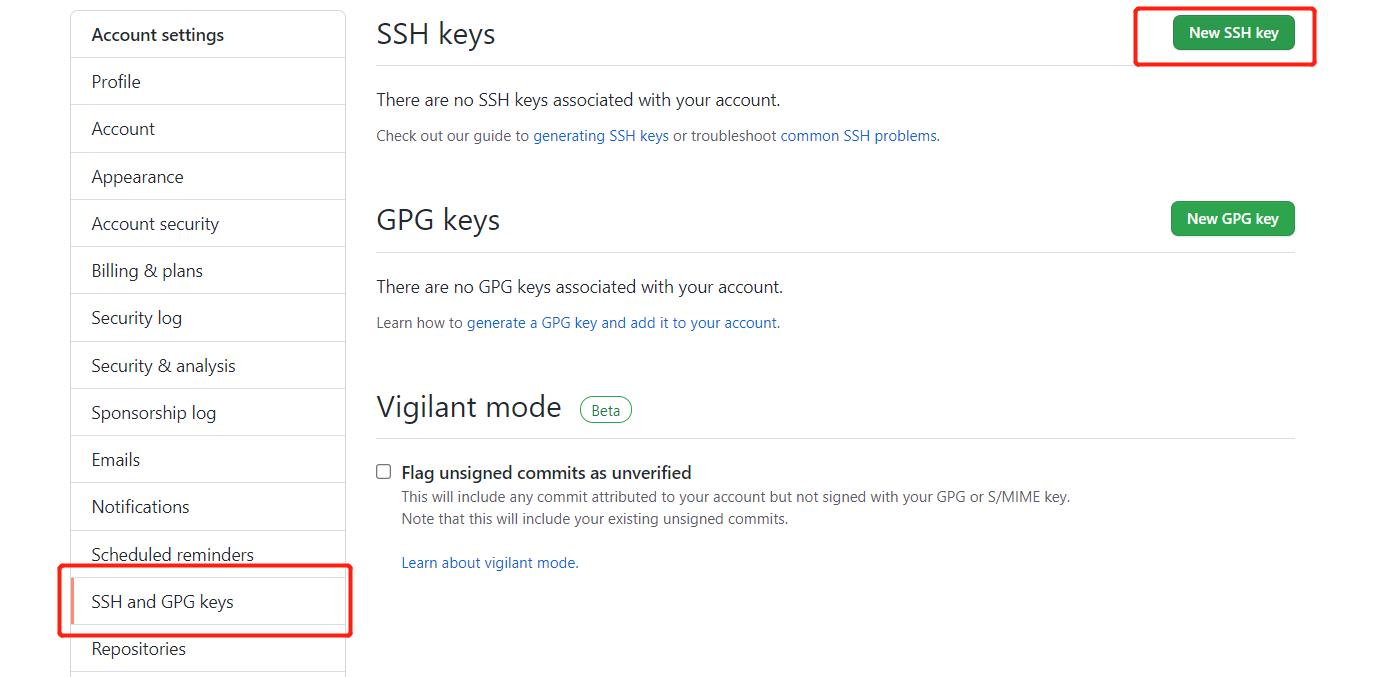 Account settings
Profile
Account
Appearance
Account security
Billing & plans
Security log
Security & analysis
Sponsorship log
Emails
Notifications
Scheduled reminders
SSH and GPG keys
Repositories
SSH keys
New SSH key
There are no SSH keys associated with your account.
Check out our guide to generating SSH keys or troubleshoot common SSH problems.
GPG keys
New GPG key
There are no GPG keys associated with your account.
Learn how to generate a GPG key and add it to your account.
Vigilant mode Beta
Flag unsigned commits as unverified
This will include any commit attributed to your account but not signed with your GPG or S/MIME key.
Note that this will include your existing unsigned commits.
Learn about vigilant mode.